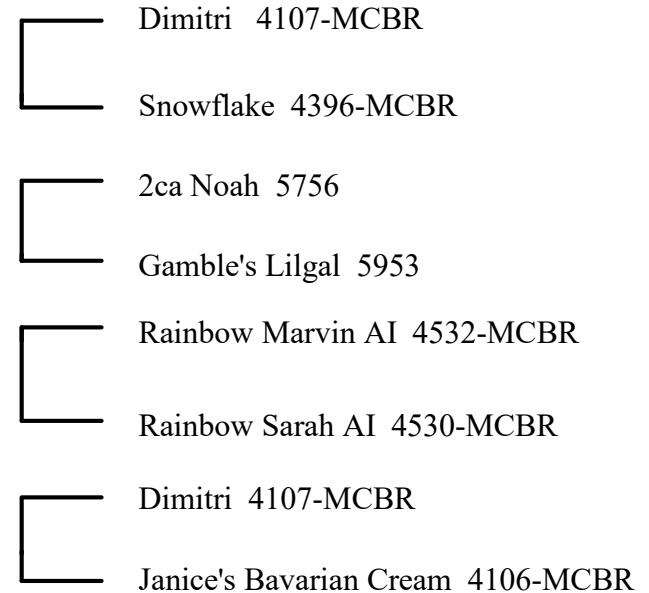 Dimitri 4107-MCBR
Snowflake 4396-MCBR
2ca Noah 5756
Gamble's Lilgal 5953
Rainbow Marvin AI 4532-MCBR
Rainbow Sarah AI 4530-MCBR
Dimitri 4107-MCBR
Janice's Bavarian Cream 4106-MCBR